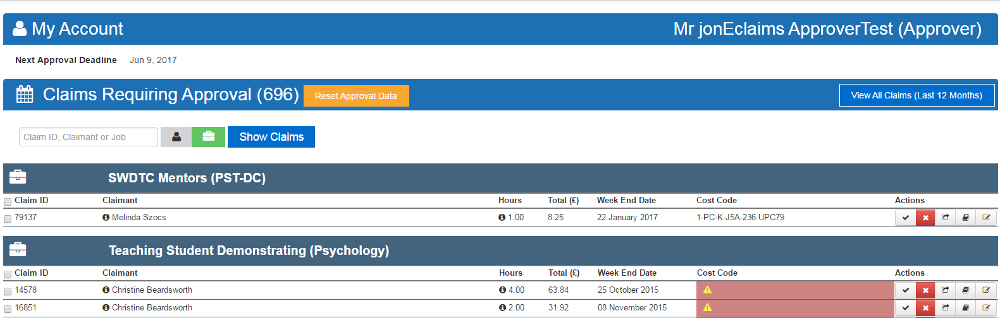 My Account Mr jonEclaims ApproverTest (Approver)
Next Approval Deadline Jun 9, 2017
Claims Requiring Approval (696) Reset Approval Data View All Claims (Last 12 Months)
Claim ID, Claimant or Job Show Claims
SWDTC Mentors (PST-DC)
Claim ID Claimant Hours Total (£) Week End Date Cost Code Actions
79137 Melinda Szocs 1.00 8.25 22 January 2017 1-PC-K-J5A-236-UPC79
Teaching Student Demonstrating (Psychology)
Claim ID Claimant Hours Total (£) Week End Date Cost Code Actions
14578 Christine Beardsworth 4.00 63.84 25 October 2015
16851 Christine Beardsworth 2.00 31.92 08 November 2015